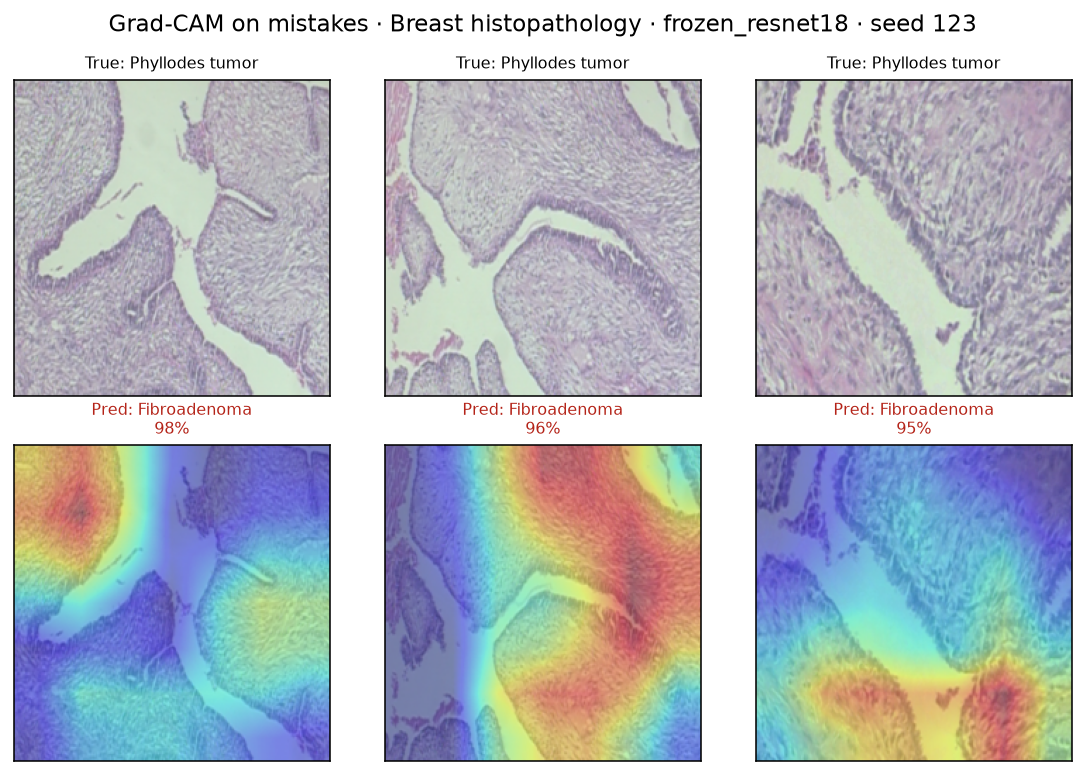 Grad-CAM on mistakes · Breast histopathology · frozen_resnet18 · seed 123
True: Phyllodes tumor
True: Phyllodes tumor
True: Phyllodes tumor
Pred: Fibroadenoma
98%
Pred: Fibroadenoma
96%
Pred: Fibroadenoma
95%